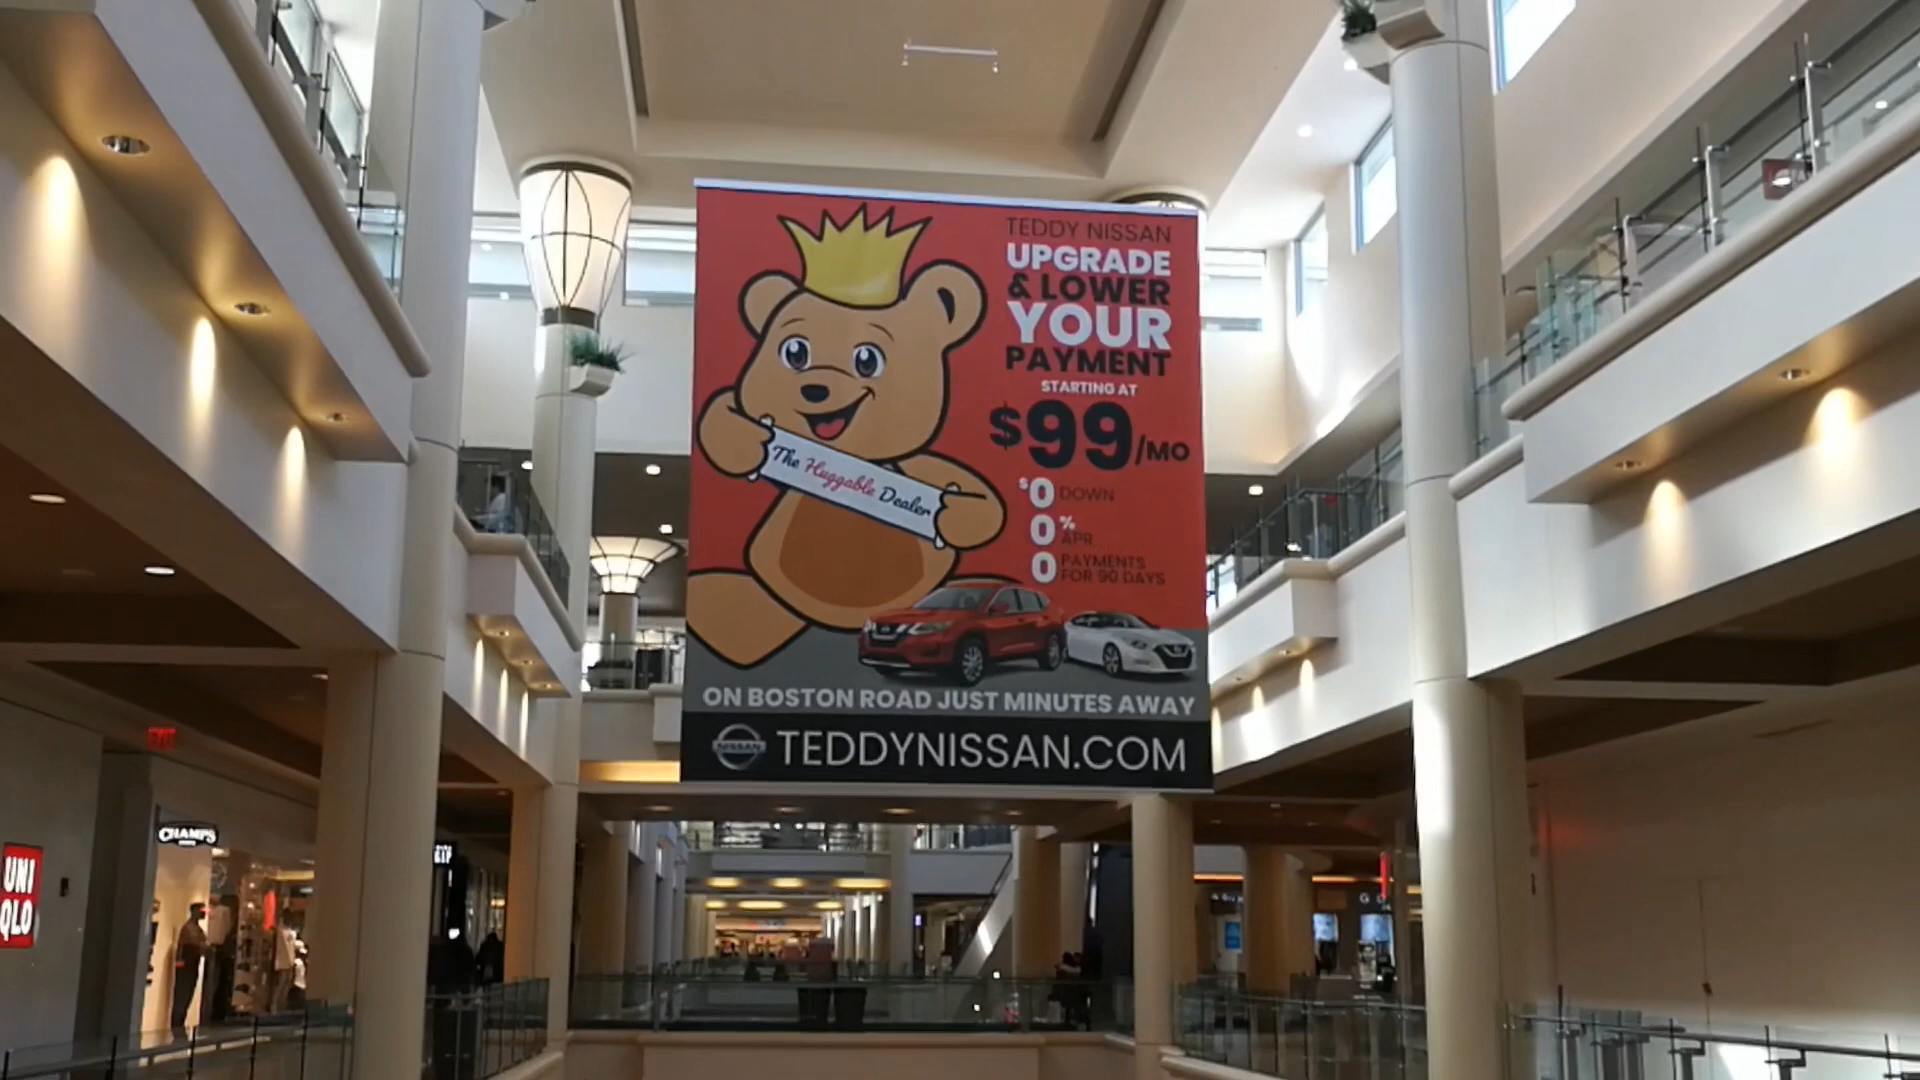 TEDDY NISSAN
UPGRADE
& LOWER
YOUR
PAYMENT
STARTING AT
$99/MO
The Huggable Dealer
$0 DOWN
0% APR
0 PAYMENTS
FOR 90 DAYS
ON BOSTON ROAD JUST MINUTES AWAY
NISSAN TEDDYNISSAN.COM
CHAMPS
UNI
QLO
EXIT